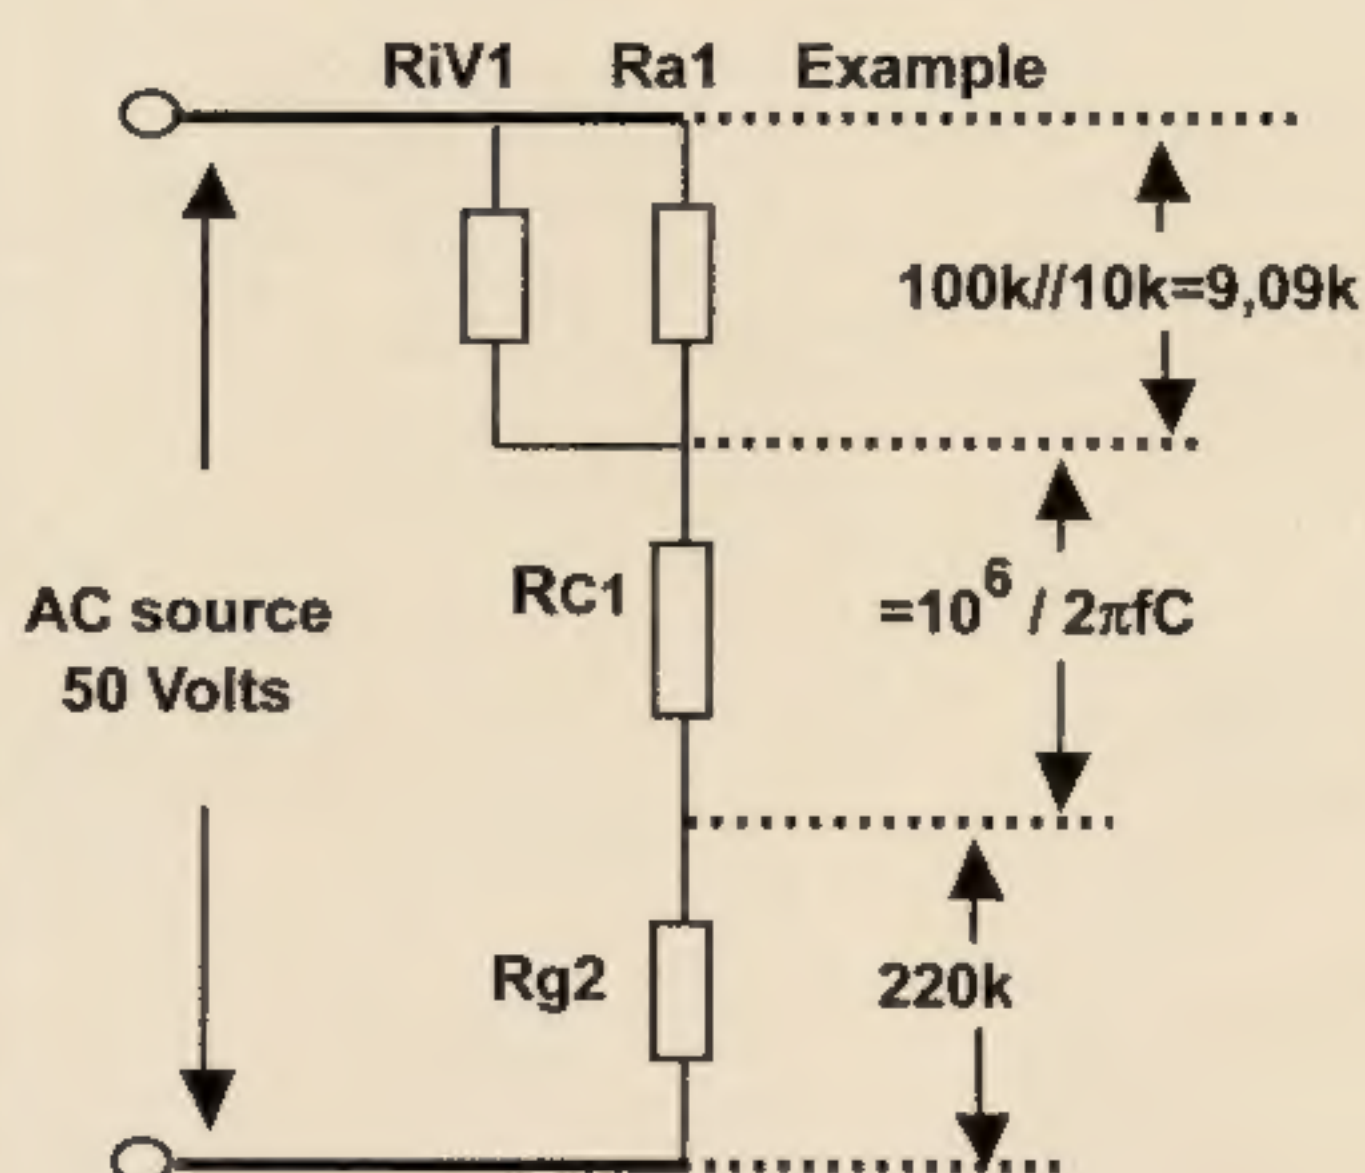 RiV1 Ra1 Example
100k//10k=9,09k
RC1
=10⁶ / 2πfC
AC source
50 Volts
Rg2
220k